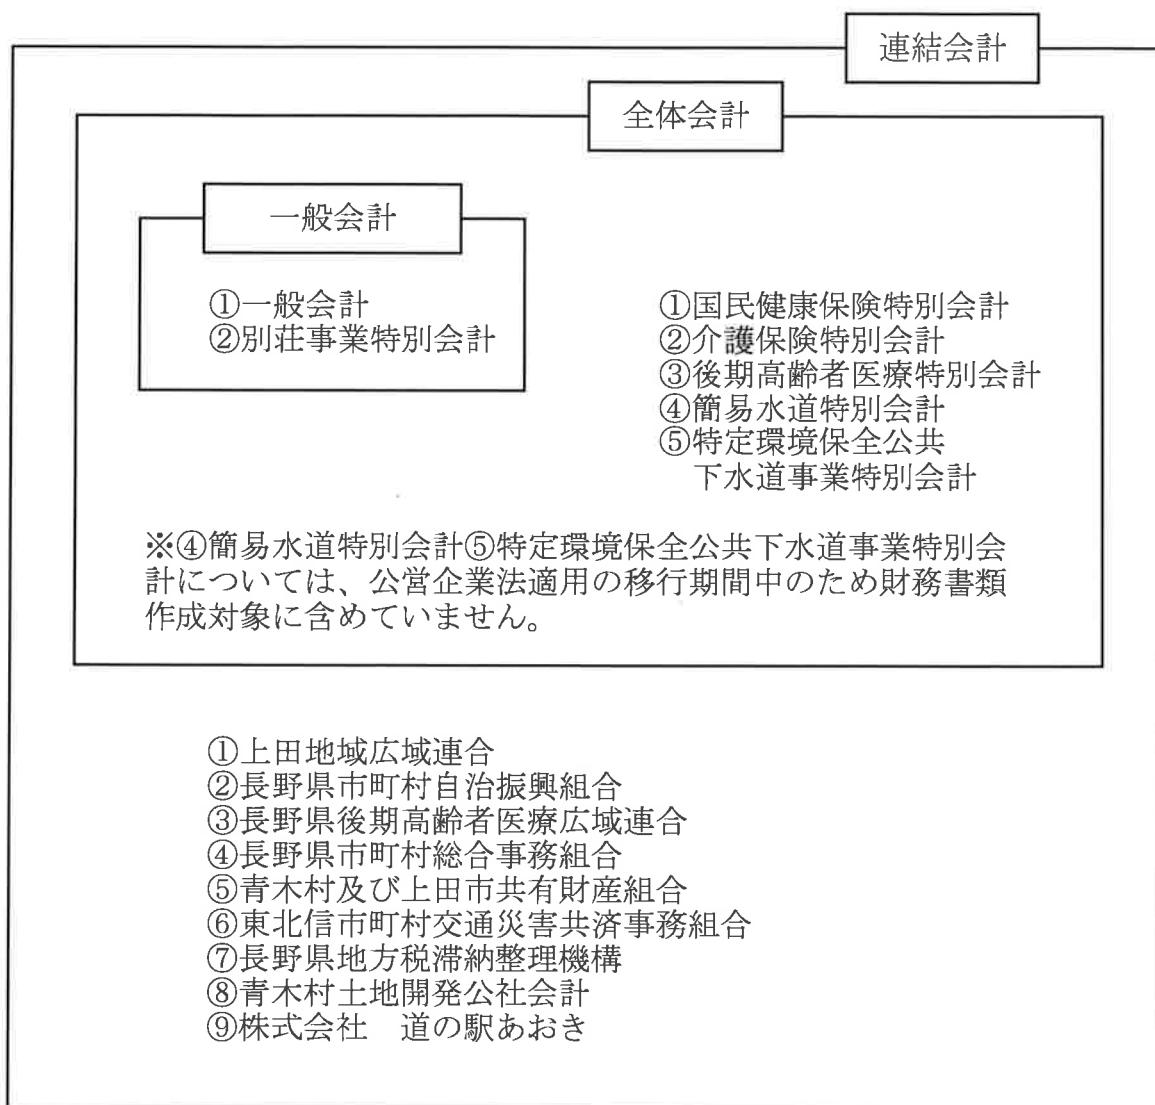 連結会計
全体会計
一般会計
①一般会計
②別荘事業特別会計
①国民健康保険特別会計
②介護保険特別会計
③後期高齢者医療特別会計
④簡易水道特別会計
⑤特定環境保全公共
下水道事業特別会計
※④簡易水道特別会計⑤特定環境保全公共下水道事業特別会
計については、公営企業法適用の移行期間中のため財務書類
作成対象に含めていません。
①上田地域広域連合
②長野県市町村自治振興組合
③長野県後期高齢者医療広域連合
④長野県市町村総合事務組合
⑤青木村及び上田市共有財産組合
⑥東北信市町村交通災害共済事務組合
⑦長野県地方税滞納整理機構
⑧青木村土地開発公社会計
⑨株式会社　道の駅あおき